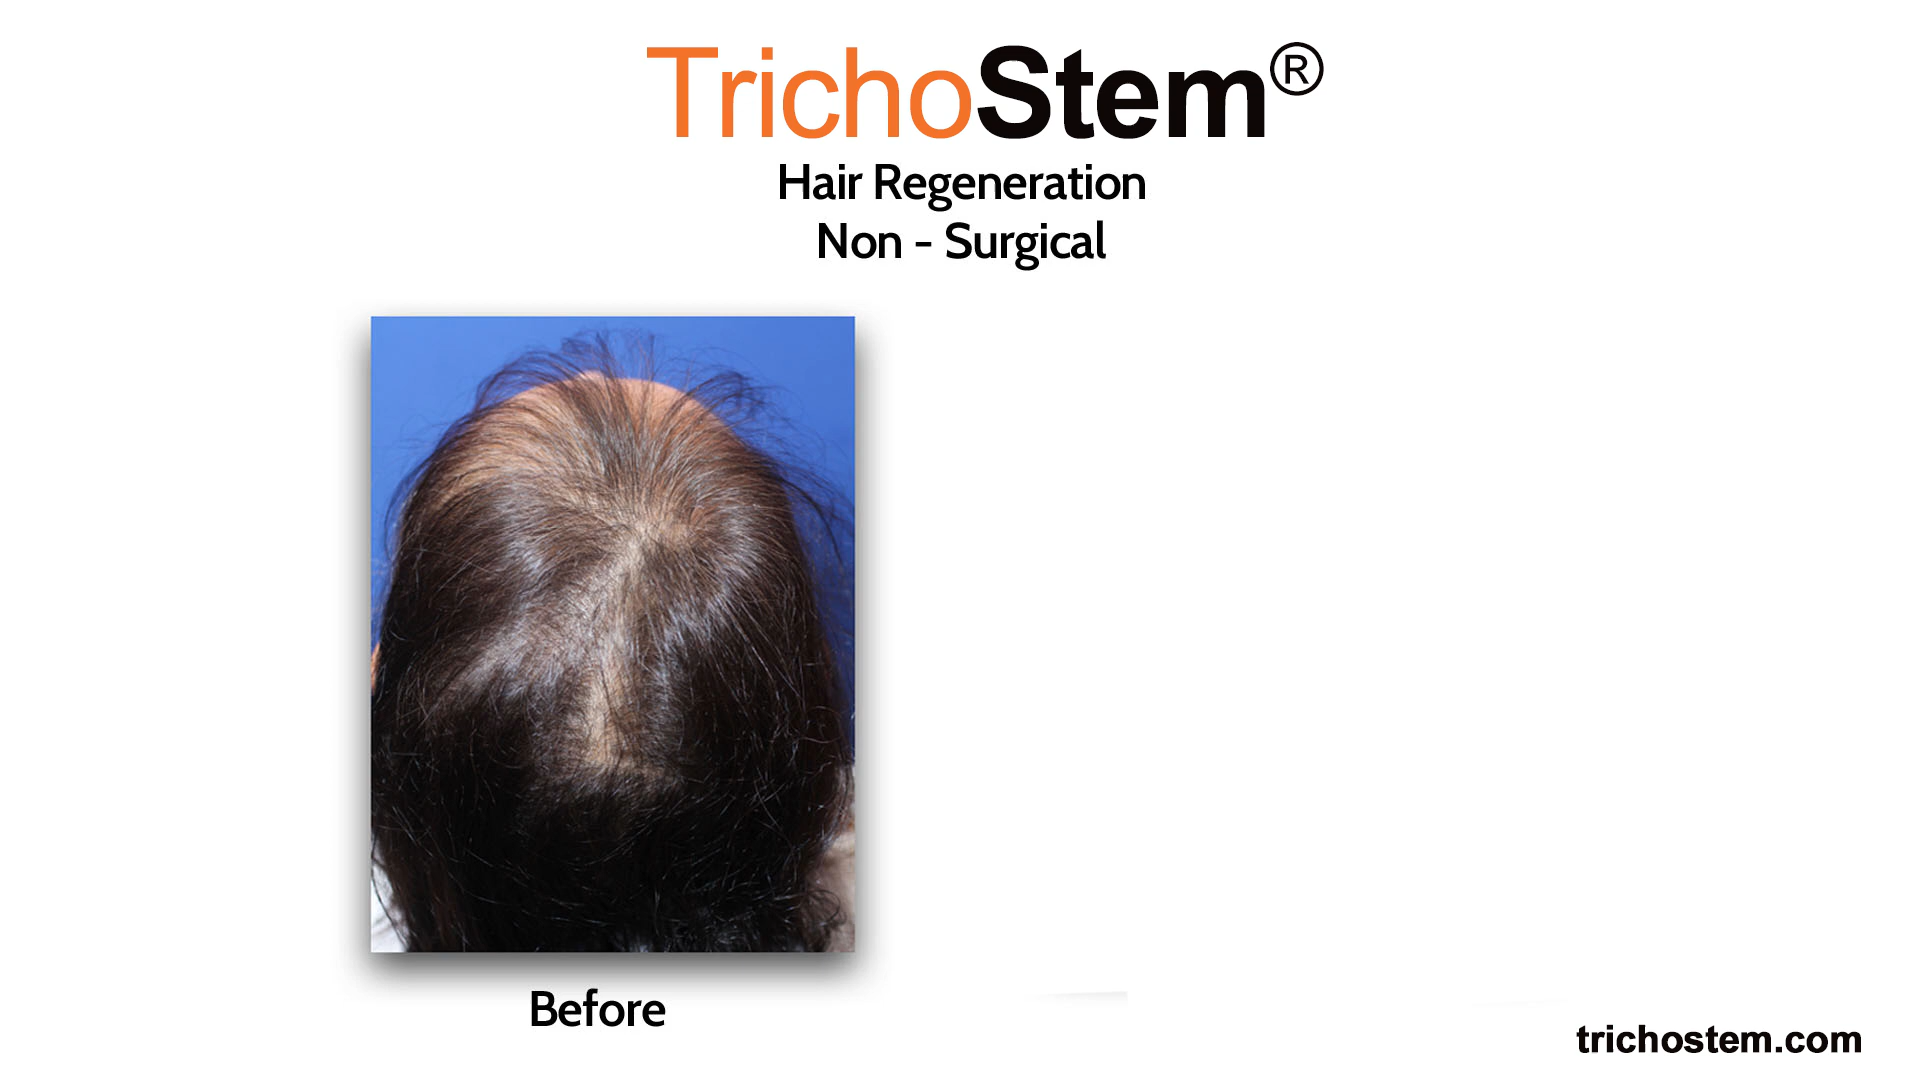 TrichoStem®
Hair Regeneration
Non - Surgical
Before
trichostem.com